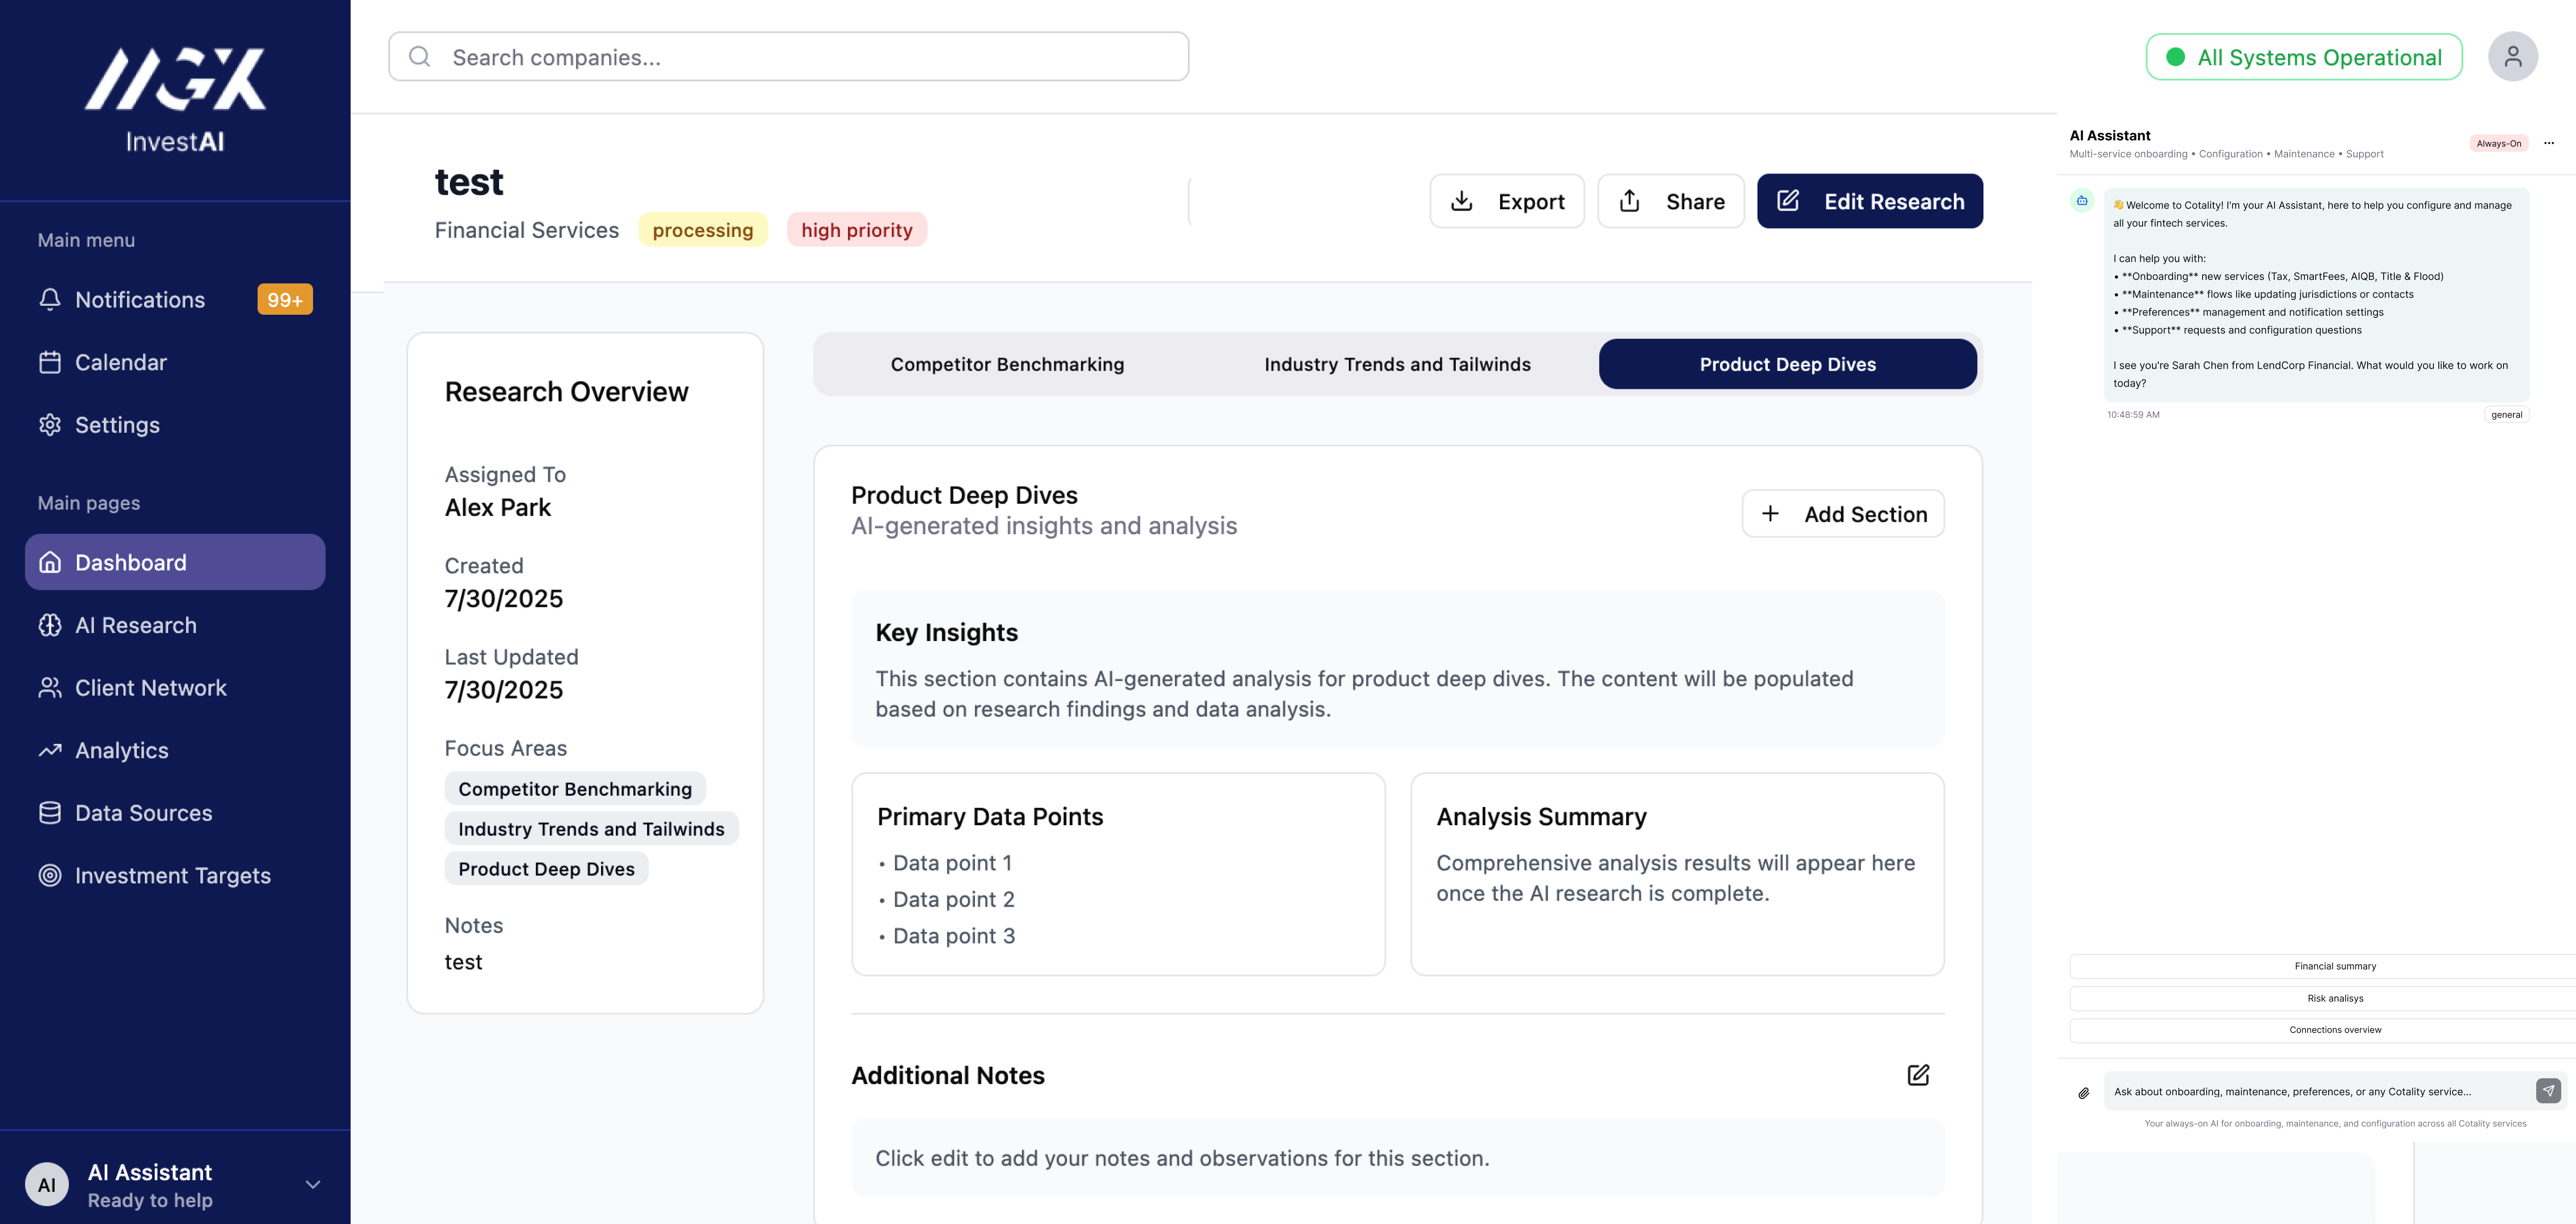 MGX
InvestAI
Main menu
Notifications
99+
Calendar
Settings
Main pages
Dashboard
AI Research
Client Network
Analytics
Data Sources
Investment Targets
AI
AI Assistant
Ready to help
Search companies...
All Systems Operational
test
Financial Services
processing
high priority
Export
Share
Edit Research
Research Overview
Assigned To
Alex Park
Created
7/30/2025
Last Updated
7/30/2025
Focus Areas
Competitor Benchmarking
Industry Trends and Tailwinds
Product Deep Dives
Notes
test
Competitor Benchmarking
Industry Trends and Tailwinds
Product Deep Dives
Product Deep Dives
AI-generated insights and analysis
Add Section
Key Insights
This section contains AI-generated analysis for product deep dives. The content will be populated
based on research findings and data analysis.
Primary Data Points
• Data point 1
• Data point 2
• Data point 3
Analysis Summary
Comprehensive analysis results will appear here
once the AI research is complete.
Additional Notes
Click edit to add your notes and observations for this section.
AI Assistant
Multi-service onboarding • Configuration • Maintenance • Support
Always-On
👋 Welcome to Cotality! I'm your AI Assistant, here to help you configure and manage
all your fintech services.
I can help you with:
• **Onboarding** new services (Tax, SmartFees, AIQB, Title & Flood)
• **Maintenance** flows like updating jurisdictions or contacts
• **Preferences** management and notification settings
• **Support** requests and configuration questions
I see you're Sarah Chen from LendCorp Financial. What would you like to work on
today?
10:48:59 AM
general
Financial summary
Risk analisys
Connections overview
Ask about onboarding, maintenance, preferences, or any Cotality service...
Your always-on AI for onboarding, maintenance, and configuration across all Cotality services